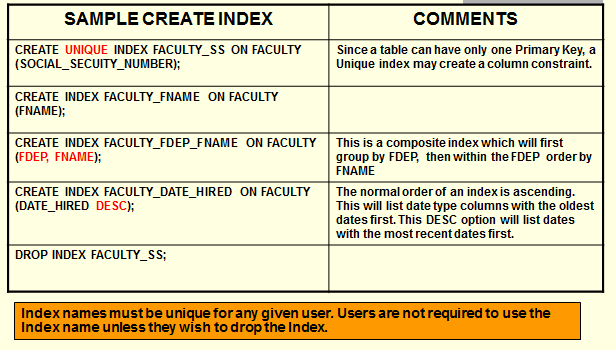 SAMPLE CREATE INDEX
COMMENTS
CREATE UNIQUE INDEX FACULTY_SS ON FACULTY
(SOCIAL_SECUITY_NUMBER);
Since a table can have only one Primary Key, a
Unique index may create a column constraint.
CREATE INDEX FACULTY_FNAME ON FACULTY
(FNAME);
CREATE INDEX FACULTY_FDEP_FNAME ON FACULTY
(FDEP, FNAME);
This is a composite index which will first
group by FDEP, then within the FDEP order by
FNAME
CREATE INDEX FACULTY_DATE_HIRED ON FACULTY
(DATE_HIRED DESC);
The normal order of an index is ascending.
This will list date type columns with the oldest
dates first. This DESC option will list dates
with the most recent dates first.
DROP INDEX FACULTY_SS;
Index names must be unique for any given user. Users are not required to use the
Index name unless they wish to drop the Index.